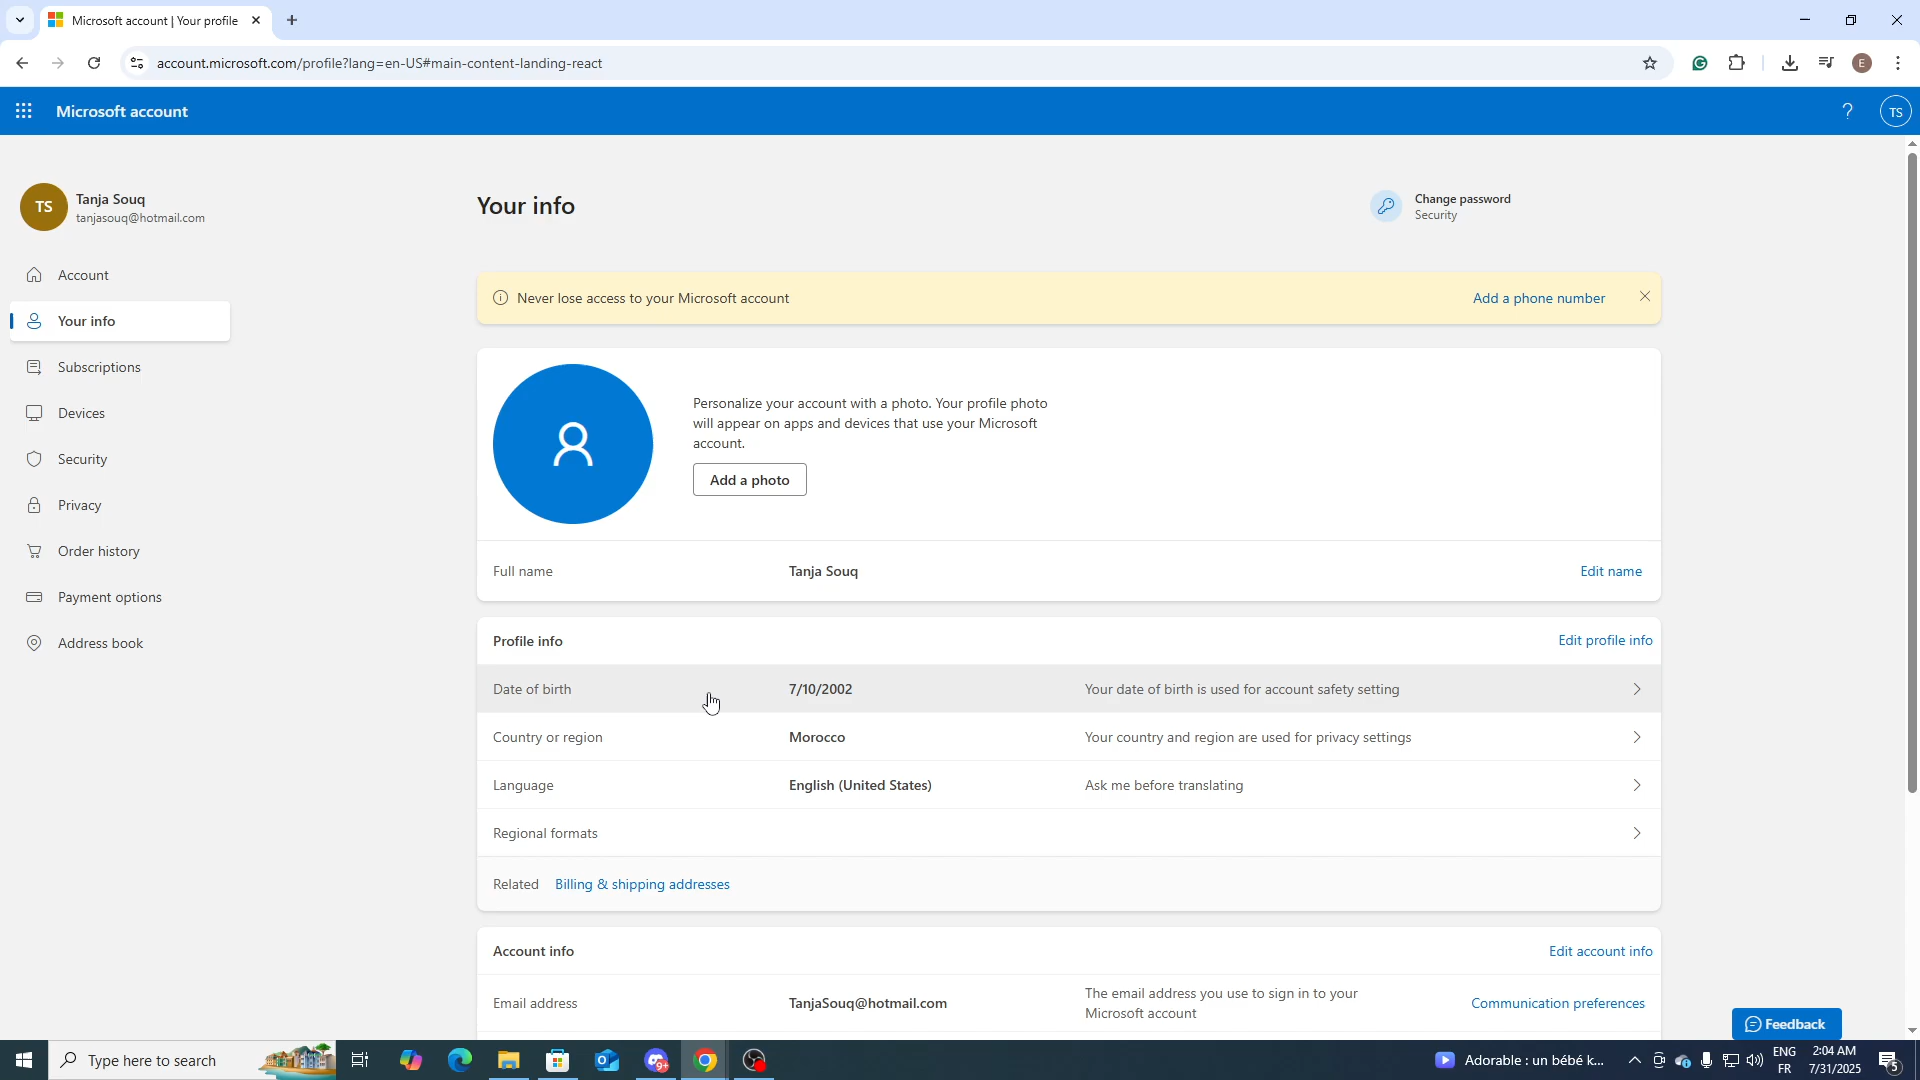 Microsoft account | Your profile
account.microsoft.com/profile?lang=en-US#main-content-landing-react
E
Microsoft account
?
TS
TS
Tanja Souq
tanjasouq@hotmail.com
Account
Your info
Subscriptions
Devices
Security
Privacy
Order history
Payment options
Address book
Your info
Change password
Security
Never lose access to your Microsoft account
Add a phone number
Personalize your account with a photo. Your profile photo
will appear on apps and devices that use your Microsoft
account.
Add a photo
Full name
Tanja Souq
Edit name
Profile info
Edit profile info
Date of birth
7/10/2002
Your date of birth is used for account safety setting
Country or region
Morocco
Your country and region are used for privacy settings
Language
English (United States)
Ask me before translating
Regional formats
Related
Billing & shipping addresses
Account info
Edit account info
Email address
TanjaSouq@hotmail.com
The email address you use to sign in to your
Microsoft account
Communication preferences
Feedback
Type here to search
9+
Adorable : un bébé k...
ENG
FR
2:04 AM
7/31/2025
5